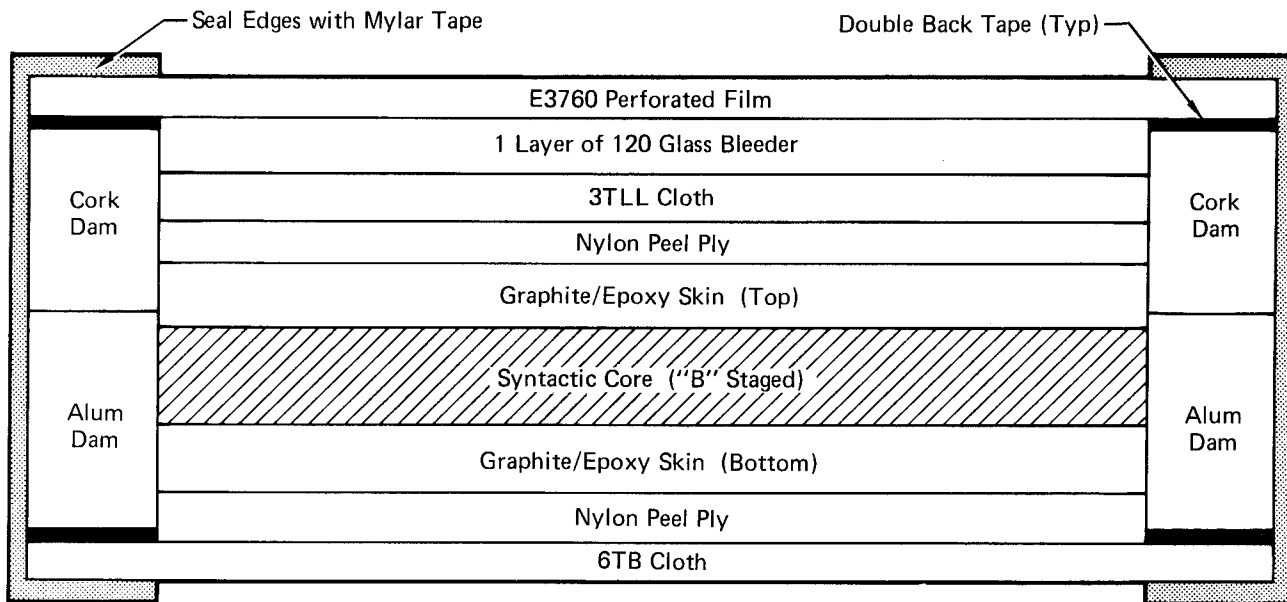 Seal Edges with Mylar Tape
Double Back Tape (Typ)
E3760 Perforated Film
1 Layer of 120 Glass Bleeder
3TLL Cloth
Nylon Peel Ply
Graphite/Epoxy Skin (Top)
Syntactic Core ("B" Staged)
Graphite/Epoxy Skin (Bottom)
Nylon Peel Ply
6TB Cloth
Cork
Dam
Alum
Dam
Cork
Dam
Alum
Dam